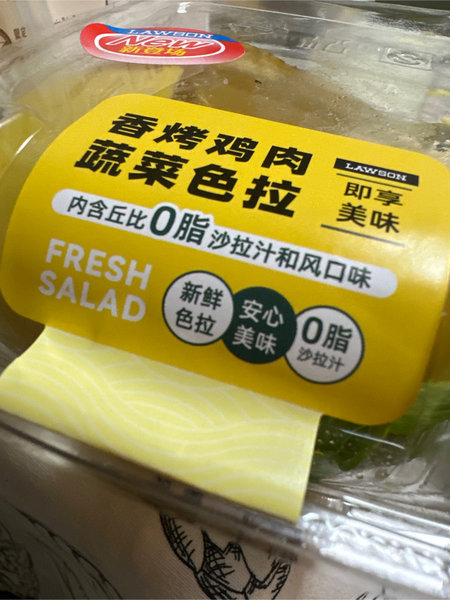 LAWSON
New
新登场
香烤鸡肉
蔬菜色拉
LAWSON
即享
美味
内含丘比0脂沙拉汁和风口味
FRESH
SALAD
新鲜
色拉
安心
美味
0脂
沙拉汁